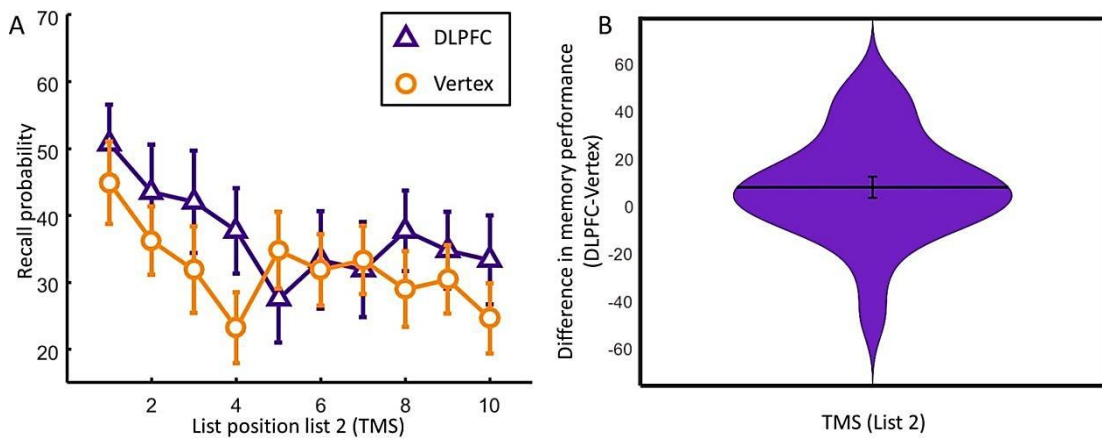 A
70
60
50
40
30
20
Recall probability
2 4 6 8 10
List position list 2 (TMS)
DLPFC
Vertex
B
60
40
20
0
-20
-40
-60
Difference in memory performance
(DLPFC-Vertex)
TMS (List 2)